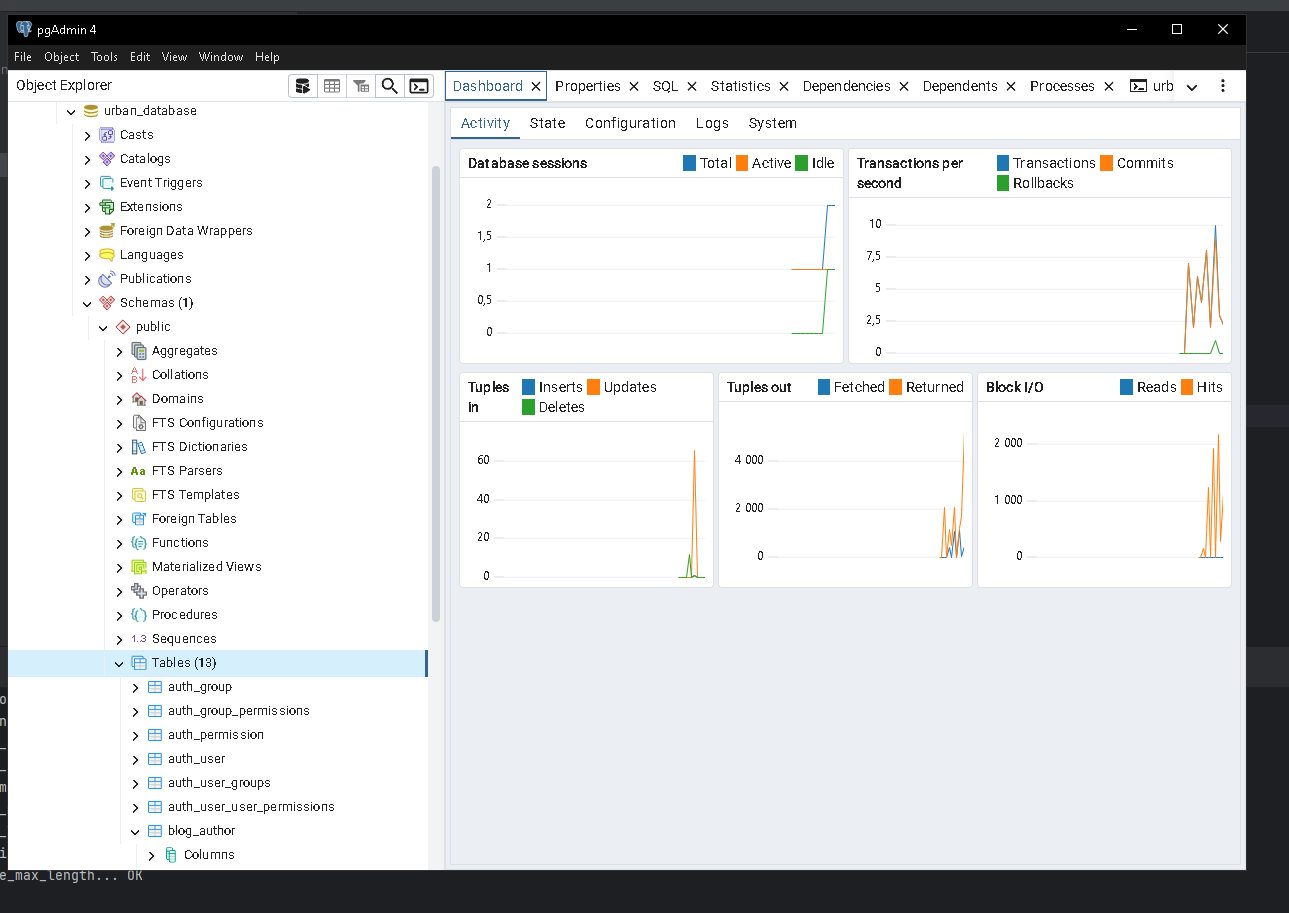 pgAdmin 4
File Object Tools Edit View Window Help
Object Explorer
urban_database
Casts
Catalogs
Event Triggers
Extensions
Foreign Data Wrappers
Languages
Publications
Schemas (1)
public
Aggregates
Collations
Domains
FTS Configurations
FTS Dictionaries
Aa FTS Parsers
FTS Templates
Foreign Tables
Functions
Materialized Views
Operators
Procedures
1.3 Sequences
Tables (13)
auth_group
auth_group_permissions
auth_permission
auth_user
auth_user_groups
auth_user_user_permissions
blog_author
Columns
Dashboard Properties SQL Statistics Dependencies Dependents Processes urb
Activity State Configuration Logs System
Database sessions
Total Active Idle
2
1,5
1
0,5
0
Transactions per
second
Transactions Commits
Rollbacks
10
7,5
5
2,5
0
Tuples
in
Inserts Updates
Deletes
60
40
20
0
Tuples out
Fetched Returned
4 000
2 000
0
Block I/O
Reads Hits
2 000
1 000
0
e_max_length... OK